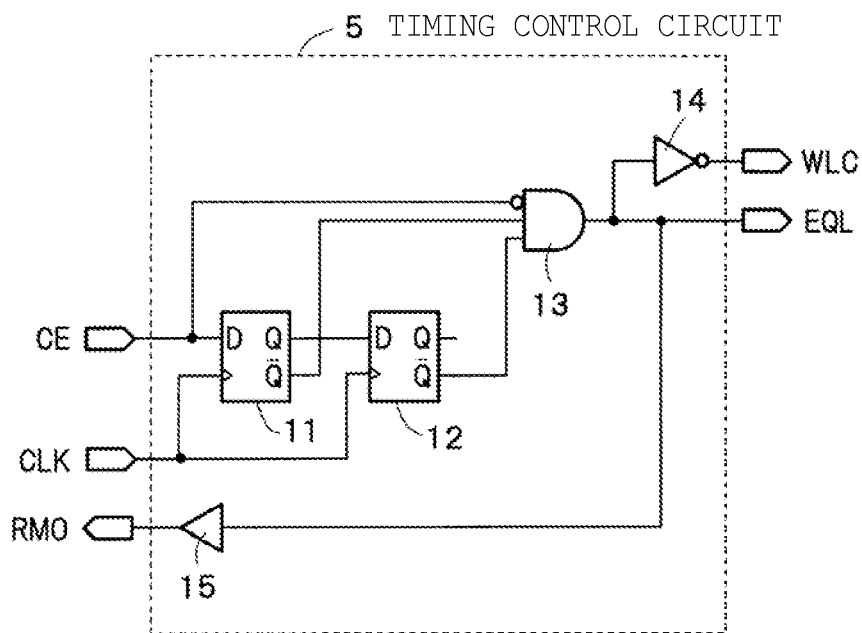 5 TIMING CONTROL CIRCUIT
14
WLC
EQL
13
CE
D Q
Q̅
D Q
Q̅
11
12
CLK
RMO
15